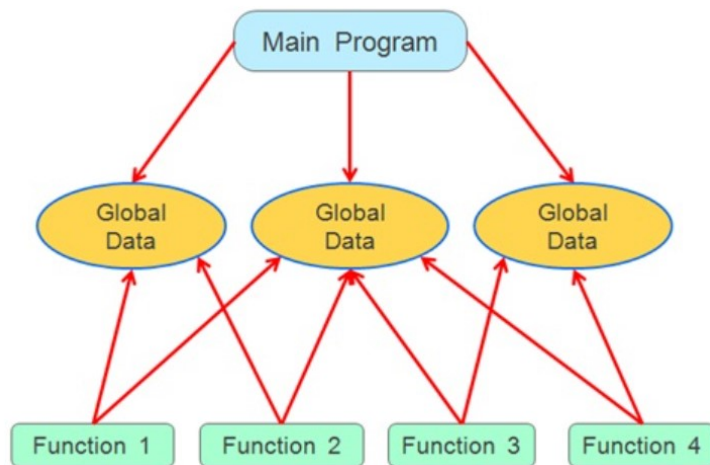 Main Program
Global
Data
Global
Data
Global
Data
Function 1
Function 2
Function 3
Function 4